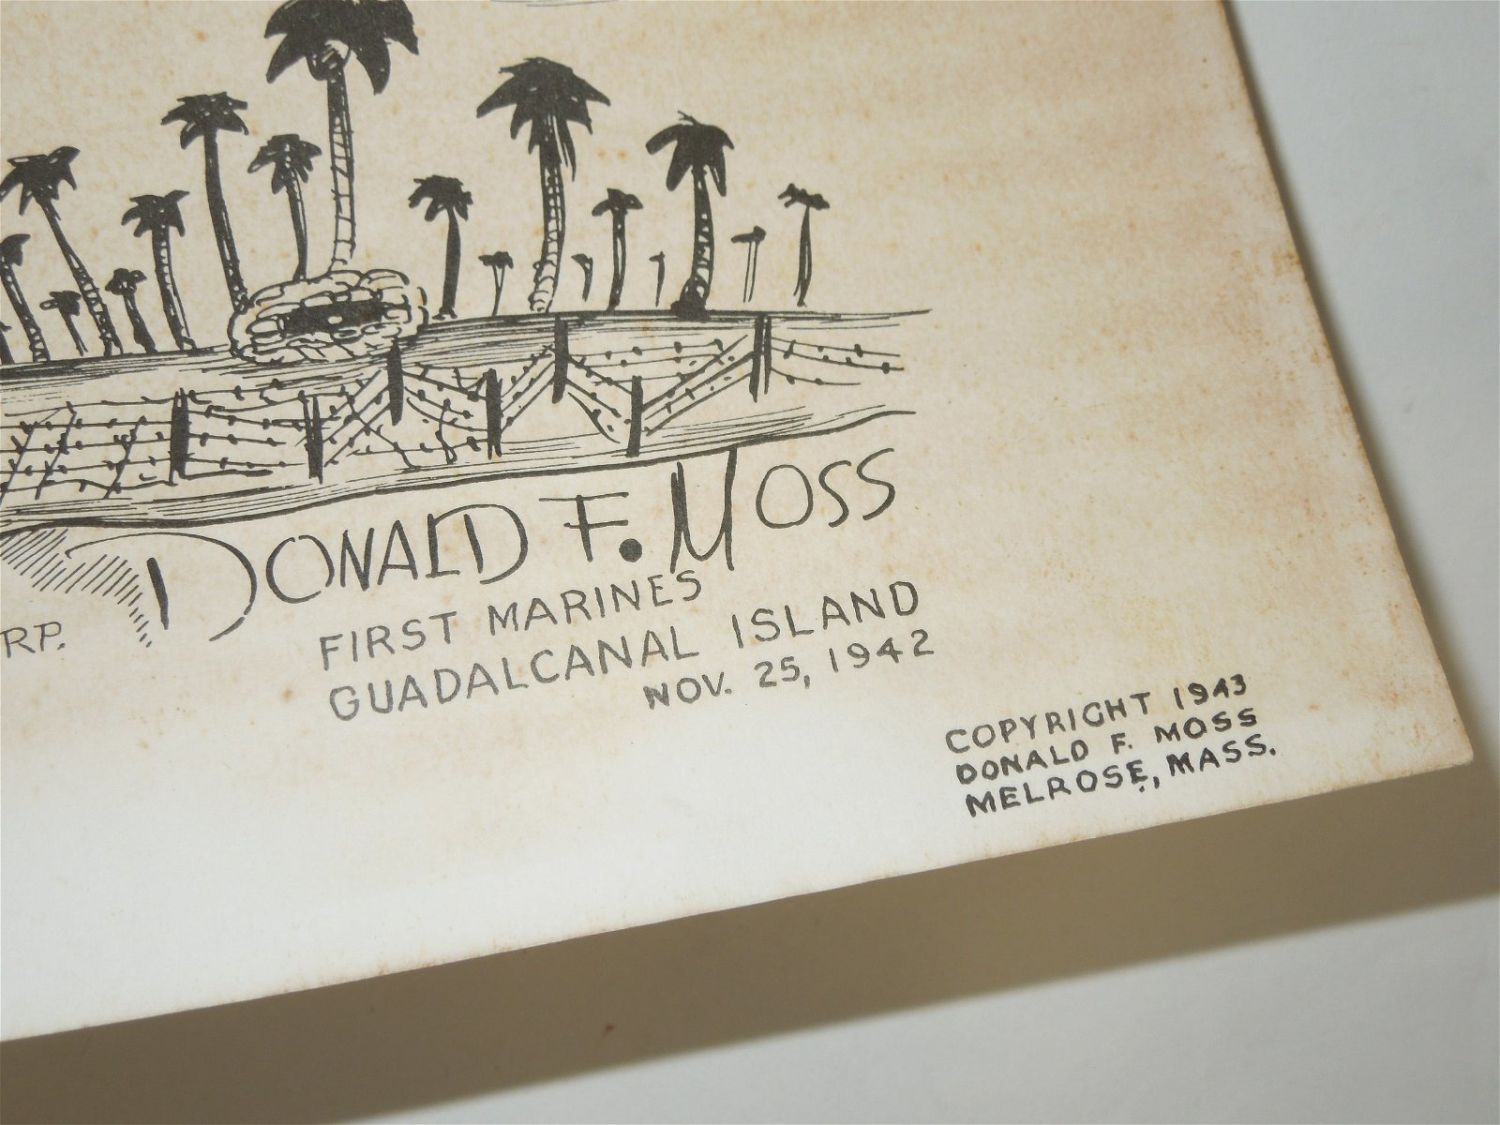 DONALD F. MOSS
FIRST MARINES
GUADALCANAL ISLAND
NOV. 25, 1942
RP.
COPYRIGHT 1943
DONALD F. MOSS
MELROSE, MASS.